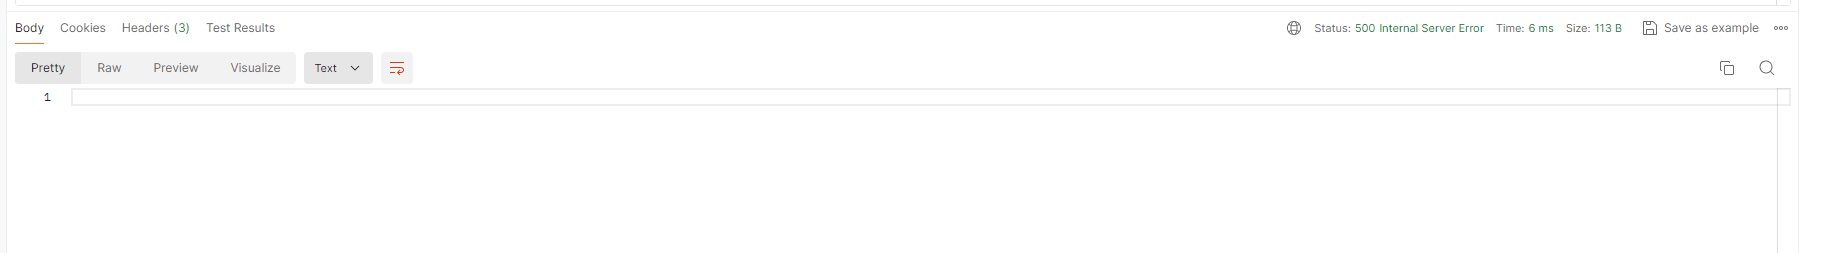 Body Cookies Headers (3) Test Results Status: 500 Internal Server Error Time: 6 ms Size: 113 B Save as example
Pretty Raw Preview Visualize Text
1